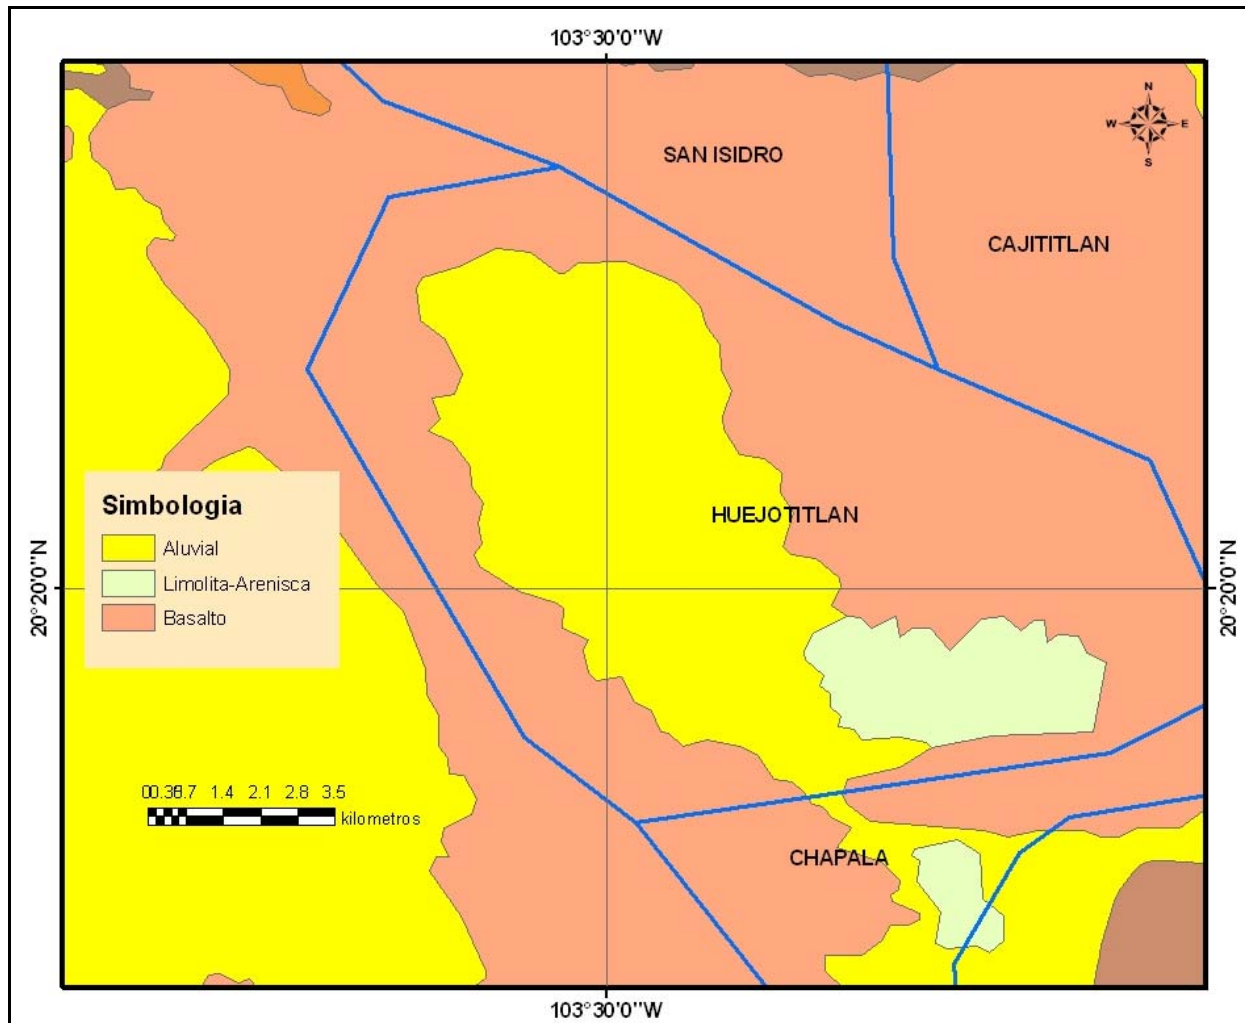 103°30'0"W
N
W E
S
SAN ISIDRO
CAJITITLAN
Simbologia
Aluvial
Limolita-Arenisca
Basalto
HUEJOTITLAN
20°20'0"N
20°20'0"N
1.4 2.1 2.8 3.5
kilometros
CHAPALA
103°30'0"W